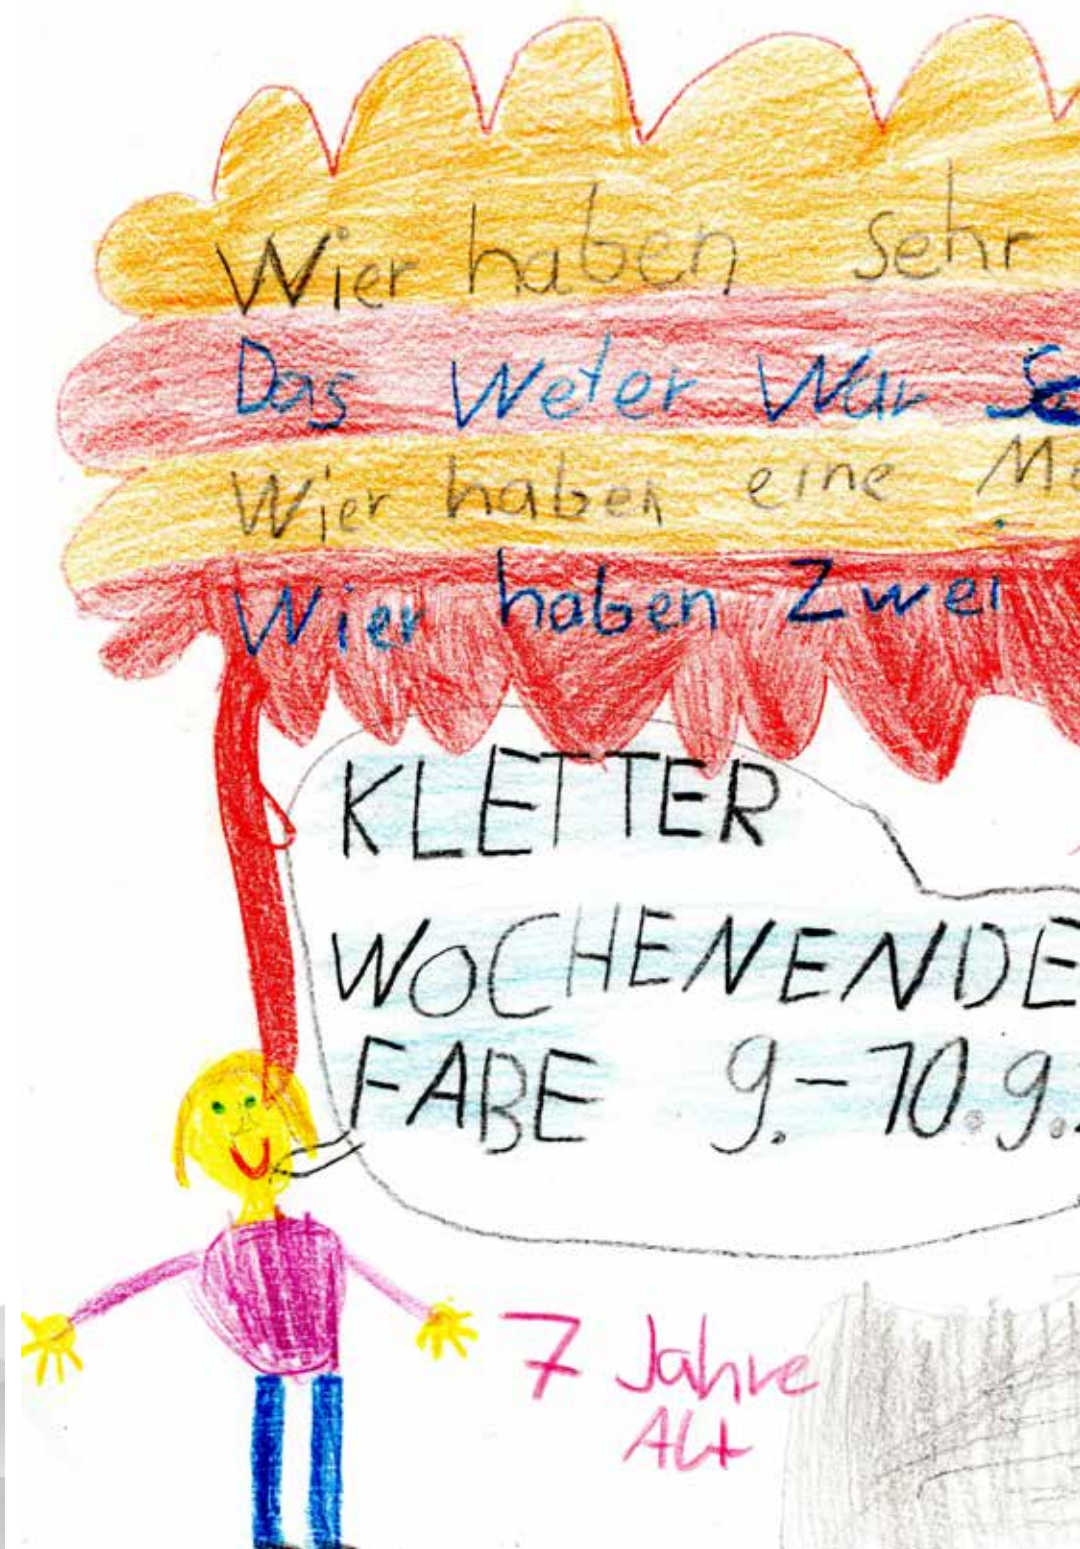 Wier haben sehr
Das Weter War
Wier haben eine
Wier haben Zwei
KLETTER
WOCHENENDE
FABE 9.-10.9.
7 Jahre
Alt